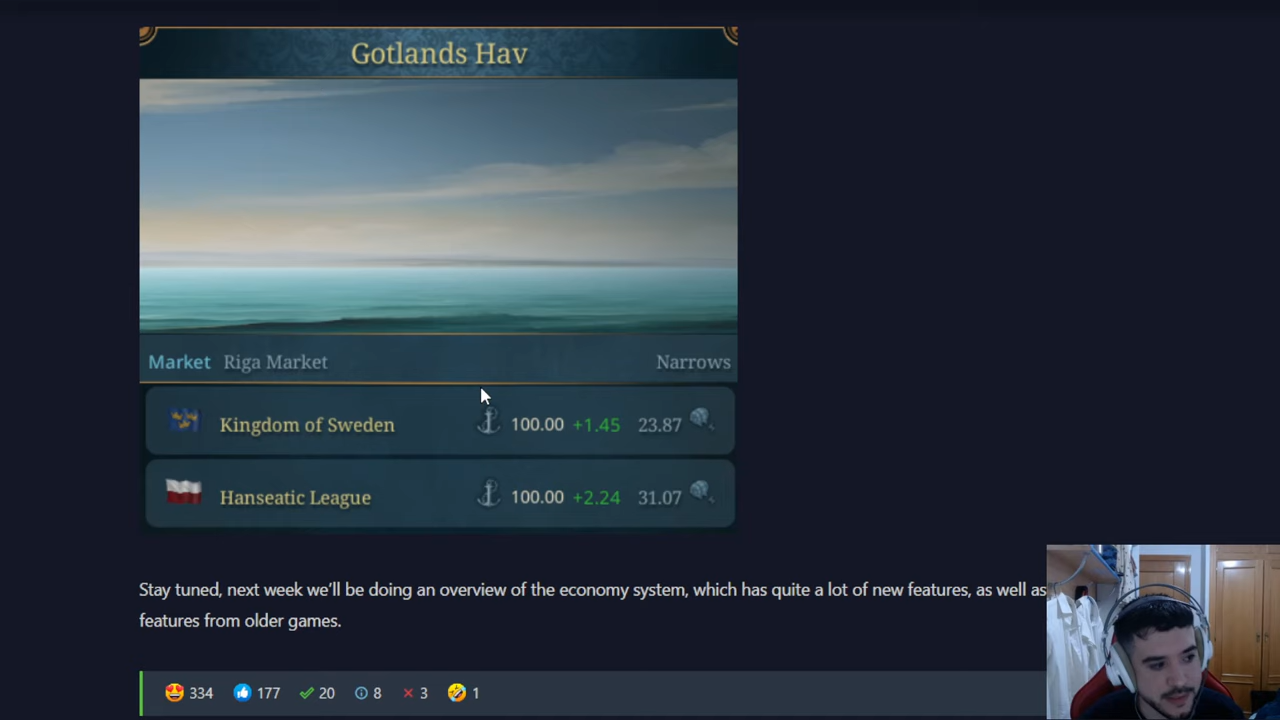 Gotlands Hav
Market Riga Market Narrows
Kingdom of Sweden 100.00 +1.45 23.87
Hanseatic League 100.00 +2.24 31.07
Stay tuned, next week we'll be doing an overview of the economy system, which has quite a lot of new features, as well as
features from older games.
334 177 20 8 3 1